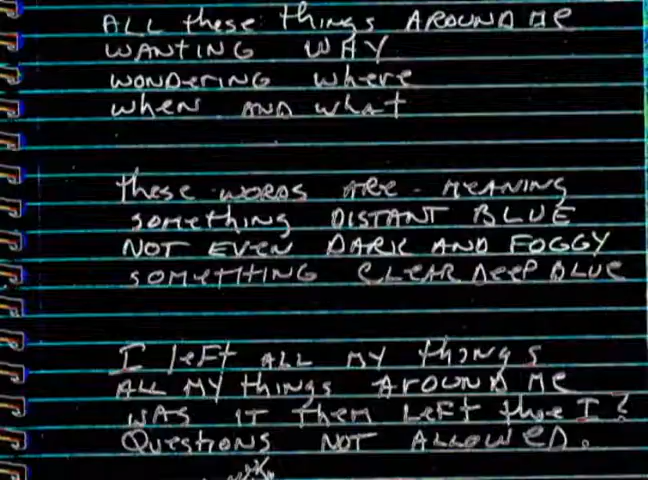 ALL these things AROUND ME
WANTING WAY
WONDERING where
when AND what
these WORDS ARE - MEANING
something DISTANT BLUE
NOT EVEN DARK AND FOGGY
SOMETHING CLEAR DEEP BLUE
I left ALL MY things
ALL MY things AROUND ME
WAS IT THEM LEFT I?
QUESTIONS NOT ALLOWED.